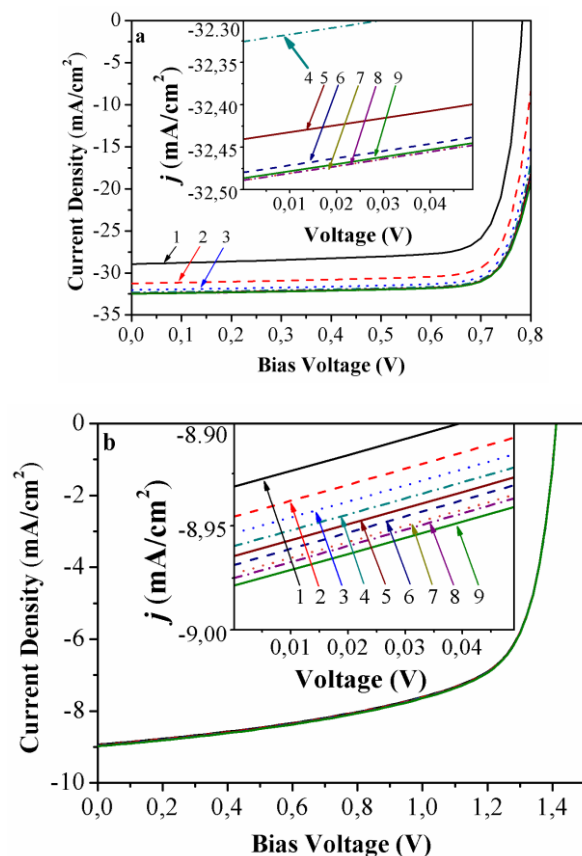 a
0
-5
-10
-15
-20
-25
-30
-35
Current Density (mA/cm²)
-32.30
-32,35
-32,40
-32,45
-32,50
j (mA/cm²)
4 5 6 7 8 9
0,01 0,02 0,03 0,04
Voltage (V)
1 2 3
0,0 0,1 0,2 0,3 0,4 0,5 0,6 0,7 0,8
Bias Voltage (V)
b
0
-2
-4
-6
-8
-10
Current Density (mA/cm²)
-8.90
-8,95
-9,00
j (mA/cm²)
1 2 3 4 5 6 7 8 9
0,01 0,02 0,03 0,04
Voltage (V)
0,0 0,2 0,4 0,6 0,8 1,0 1,2 1,4
Bias Voltage (V)